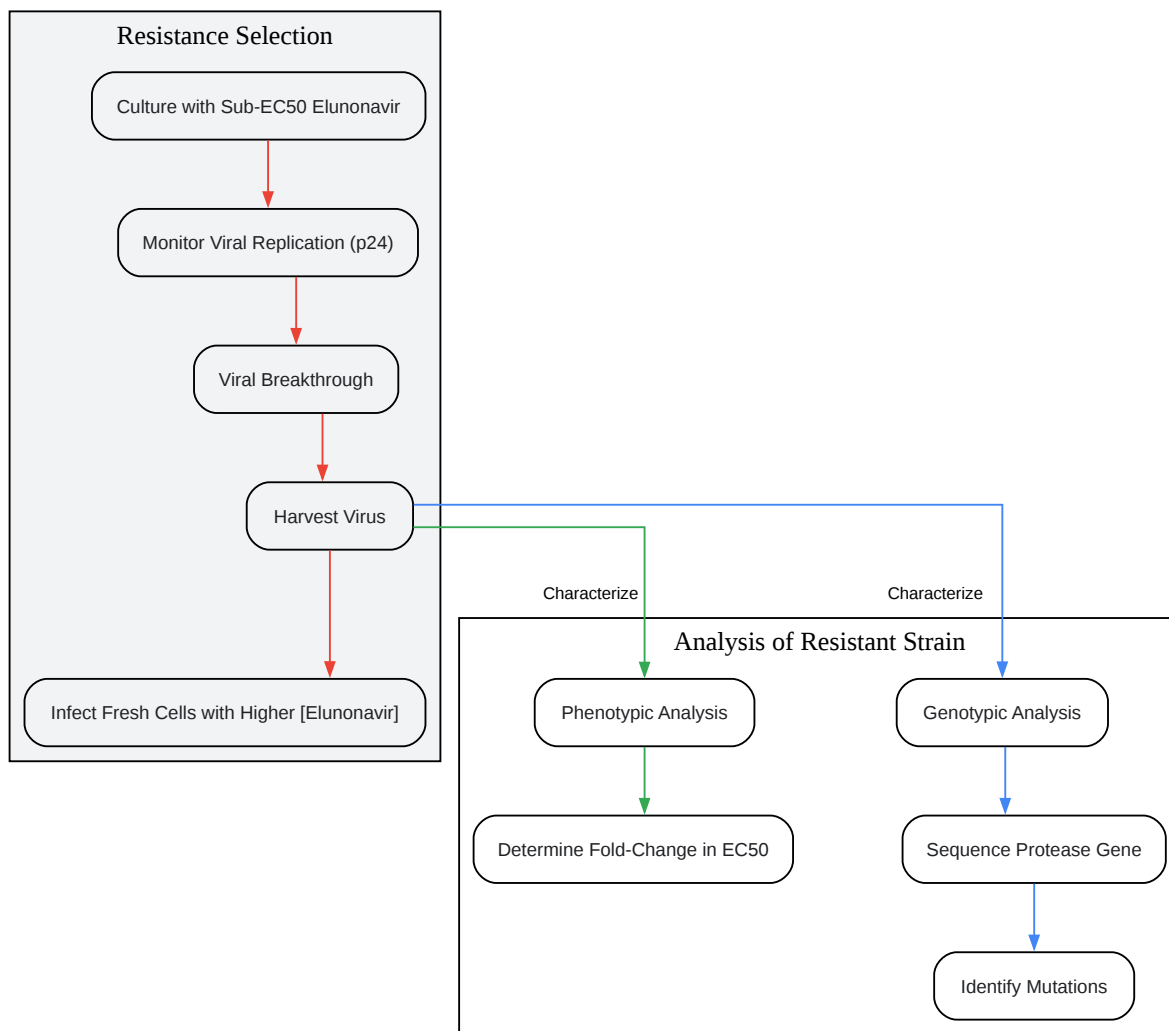 Resistance Selection
Culture with Sub-EC50 Elunonavir
Monitor Viral Replication (p24)
Viral Breakthrough
Harvest Virus
Infect Fresh Cells with Higher [Elunonavir]
Characterize
Characterize
Analysis of Resistant Strain
Phenotypic Analysis
Genotypic Analysis
Determine Fold-Change in EC50
Sequence Protease Gene
Identify Mutations